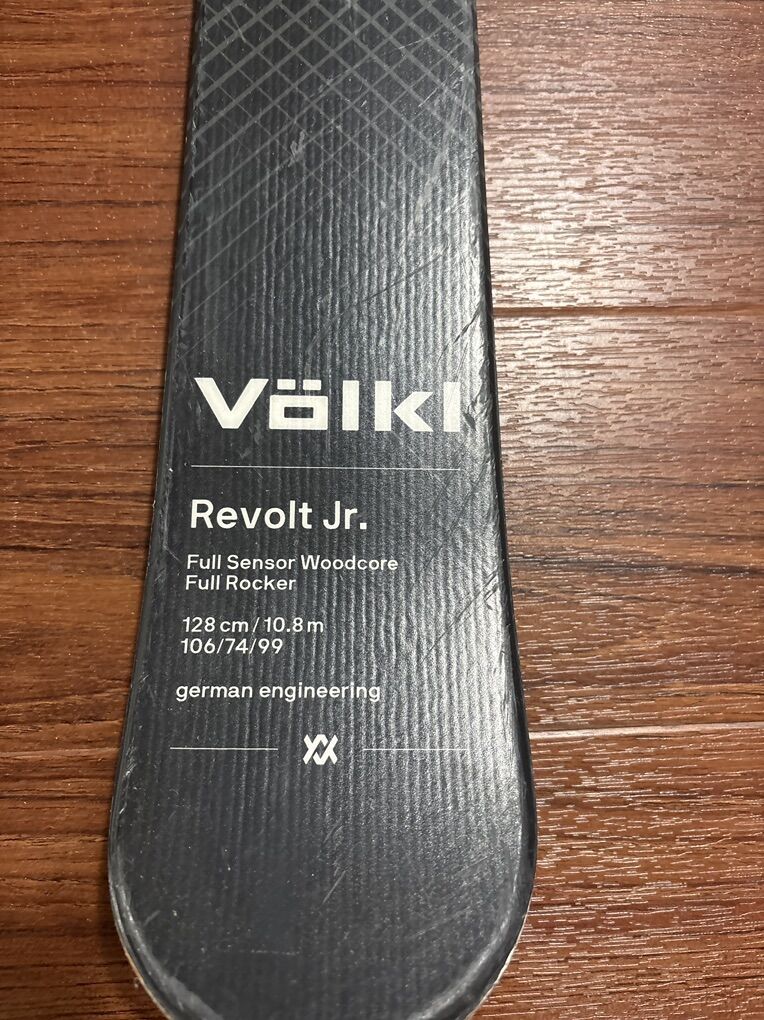 Völkl
Revolt Jr.
Full Sensor Woodcore
Full Rocker
128 cm / 10.8 m
106/74/99
german engineering